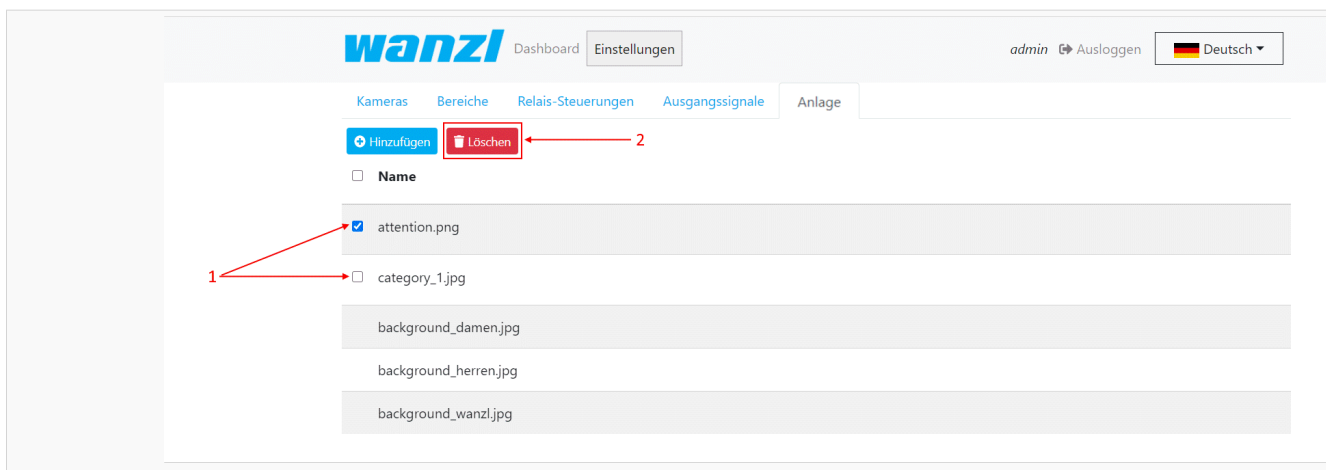 wanzl Dashboard Einstellungen admin Ausloggen Deutsch
Kameras Bereiche Relais-Steuerungen Ausgangssignale Anlage
Hinzufügen Löschen 2
Name
attention.png
1 category_1.jpg
background_damen.jpg
background_herren.jpg
background_wanzl.jpg